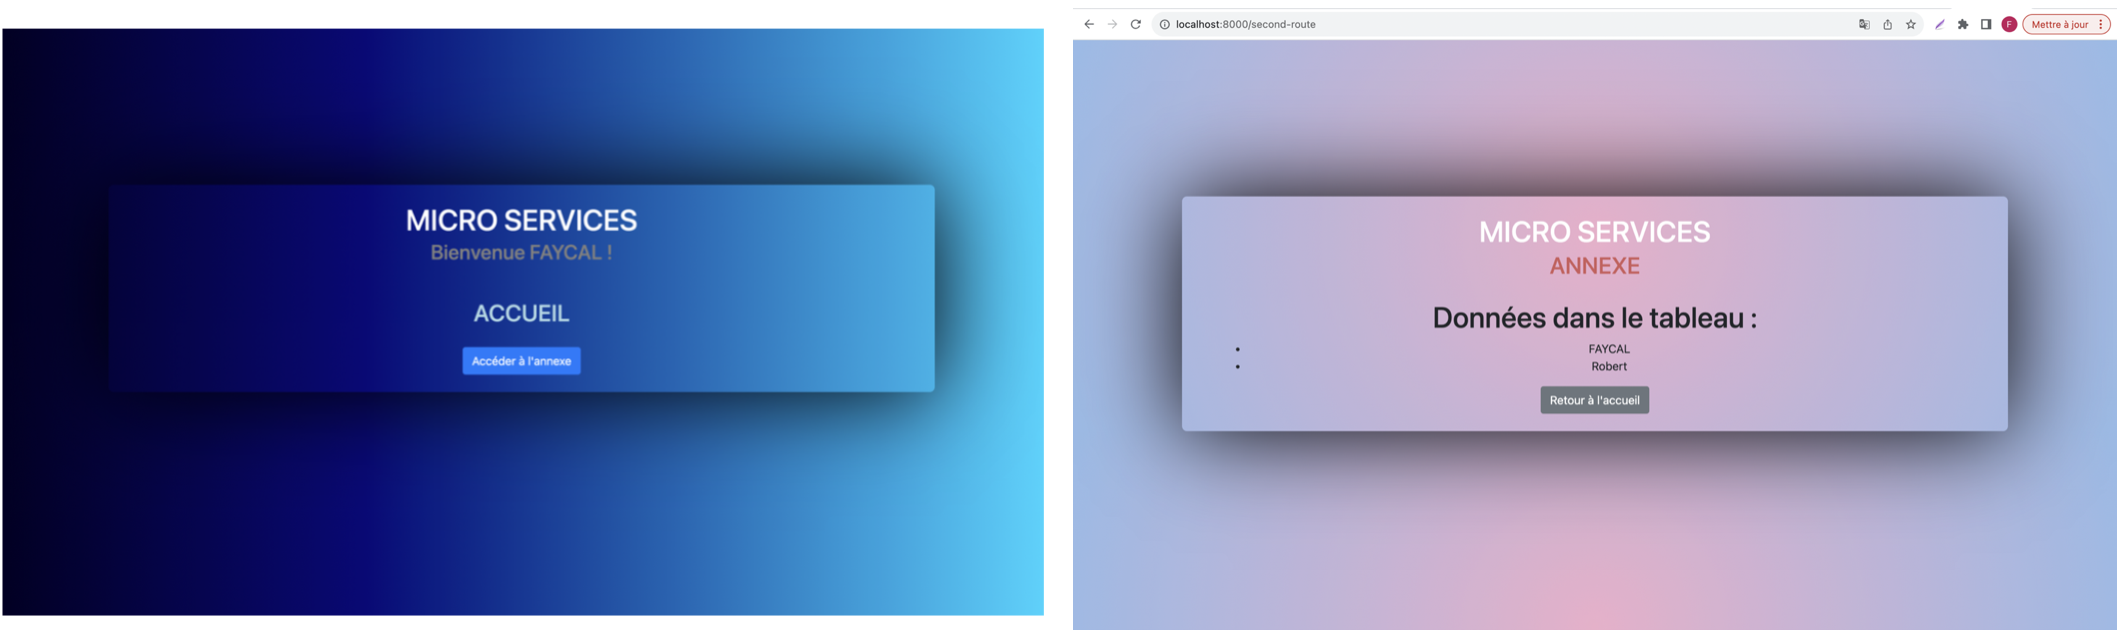 MICRO SERVICES
Bienvenue FAYCAL !
ACCUEIL
Accéder à l'annexe
localhost:8000/second-route
F
Mettre à jour
MICRO SERVICES
ANNEXE
Données dans le tableau :
FAYCAL
Robert
Retour à l'accueil